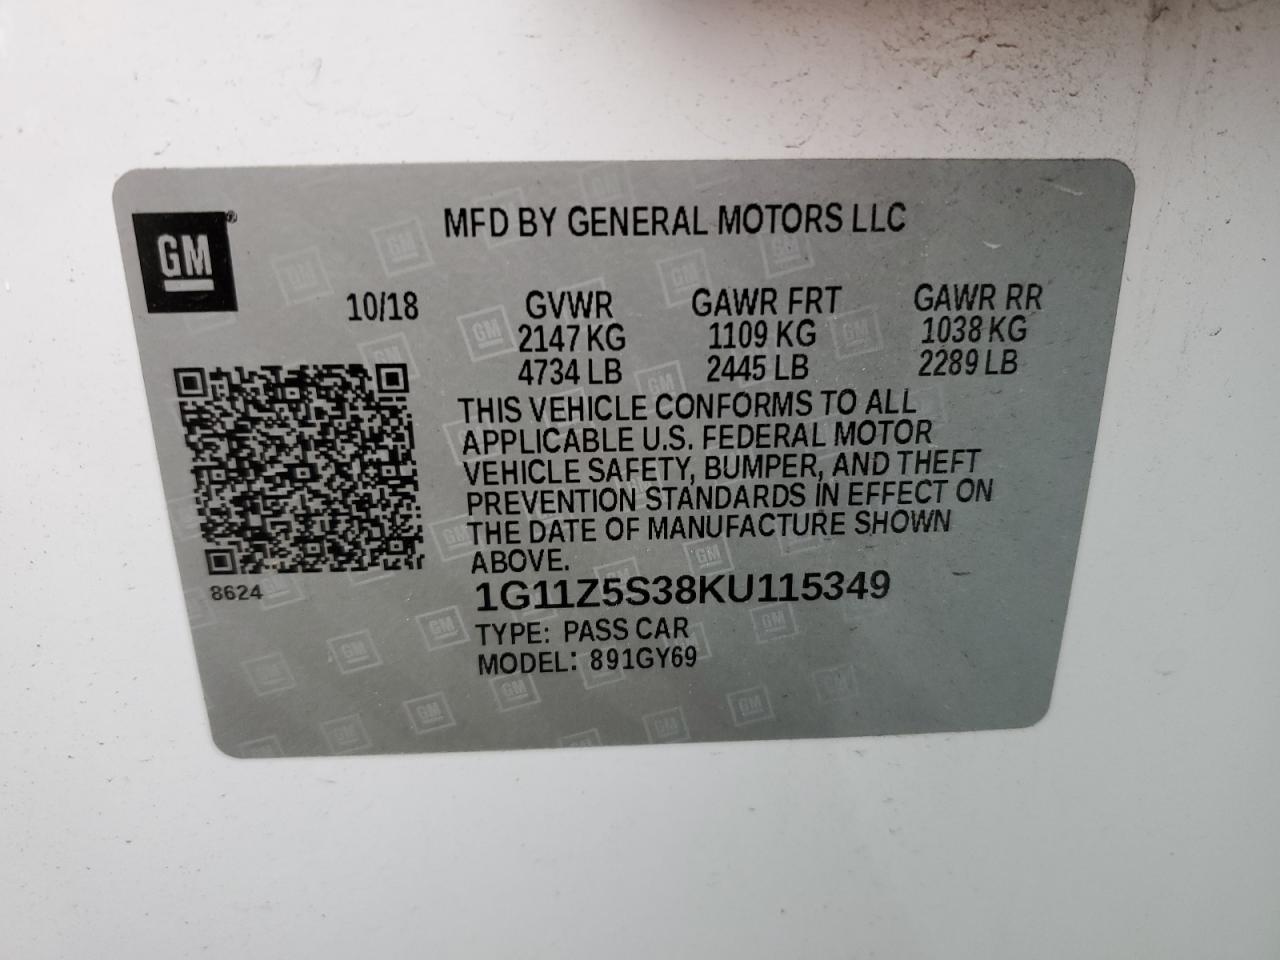 GM®
MFD BY GENERAL MOTORS LLC
10/18
GVWR GAWR FRT GAWR RR
2147 KG 1109 KG 1038 KG
4734 LB 2445 LB 2289 LB
THIS VEHICLE CONFORMS TO ALL
APPLICABLE U.S. FEDERAL MOTOR
VEHICLE SAFETY, BUMPER, AND THEFT
PREVENTION STANDARDS IN EFFECT ON
THE DATE OF MANUFACTURE SHOWN
ABOVE.
8624
1G11Z5S38KU115349
TYPE: PASS CAR
MODEL: 891GY69